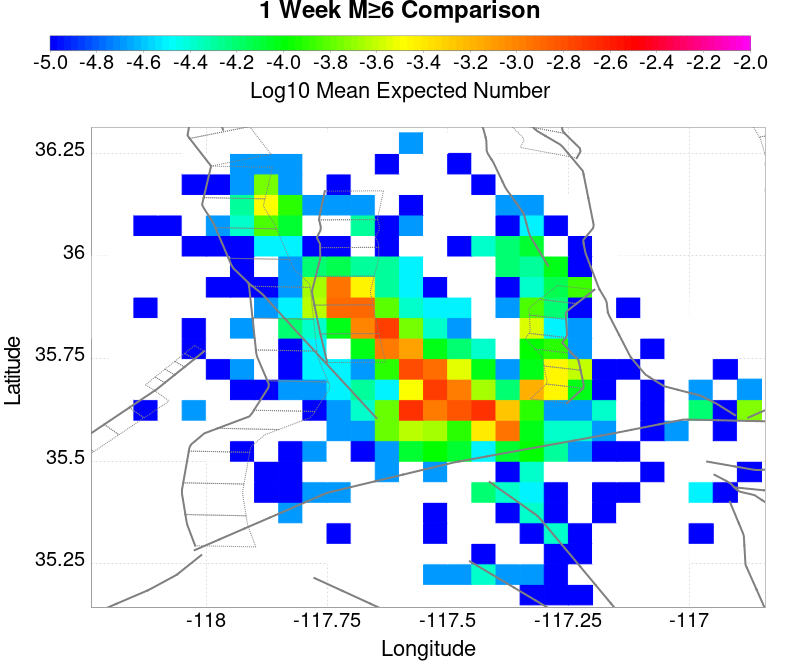 1 Week M≥6 Comparison
-5.0 -4.8 -4.6 -4.4 -4.2 -4.0 -3.8 -3.6 -3.4 -3.2 -3.0 -2.8 -2.6 -2.4 -2.2 -2.0
Log10 Mean Expected Number
36.25
36
35.75
35.5
35.25
Latitude
-118 -117.75 -117.5 -117.25 -117
Longitude